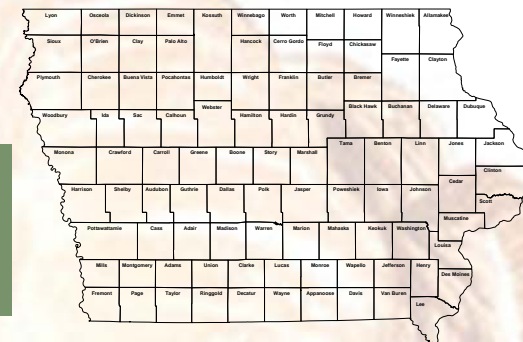 Lyon Osceola Dickinson Emmet Kossuth Winnebago Worth Mitchell Howard Winneshiek Allamakee
Sioux O'Brien Clay Palo Alto Hancock Cerro Gordo Floyd Chickasaw
Fayette Clayton
Plymouth Cherokee Buena Vista Pocahontas Humboldt Wright Franklin Butler Bremer
Webster Black Hawk Buchanan Delaware Dubuque
Woodbury Ida Sac Calhoun Hamilton Hardin Grundy
Tama Benton Linn Jones Jackson
Monona Crawford Carroll Greene Boone Story Marshall
Clinton
Cedar
Harrison Shelby Audubon Guthrie Dallas Polk Jasper Poweshiek Iowa Johnson
Scott
Muscatine
Pottawattamie Cass Adair Madison Warren Marion Mahaska Keokuk Washington
Louisa
Mills Montgomery Adams Union Clarke Lucas Monroe Wapello Jefferson Henry
Des Moines
Fremont Page Taylor Ringgold Decatur Wayne Appanoose Davis Van Buren
Lee